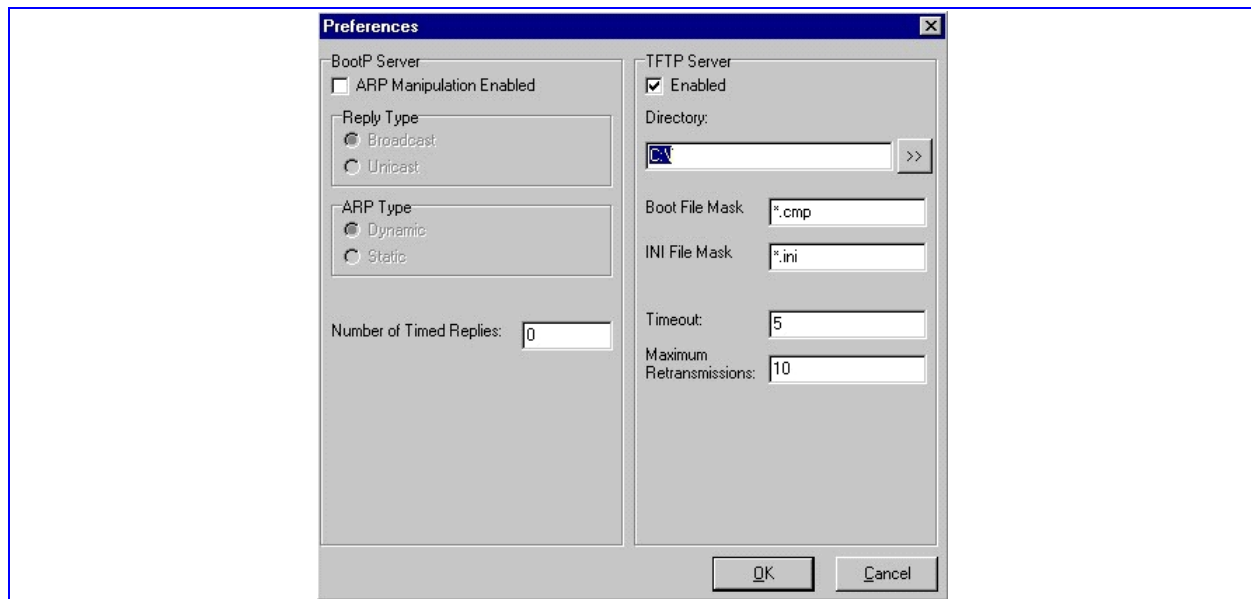 Preferences
BootP Server
ARP Manipulation Enabled
Reply Type
Broadcast
Unicast
ARP Type
Dynamic
Static
Number of Timed Replies: 0
TFTP Server
Enabled
Directory:
C:\
>>
Boot File Mask *.cmp
INI File Mask *.ini
Timeout: 5
Maximum
Retransmissions: 10
OK
Cancel